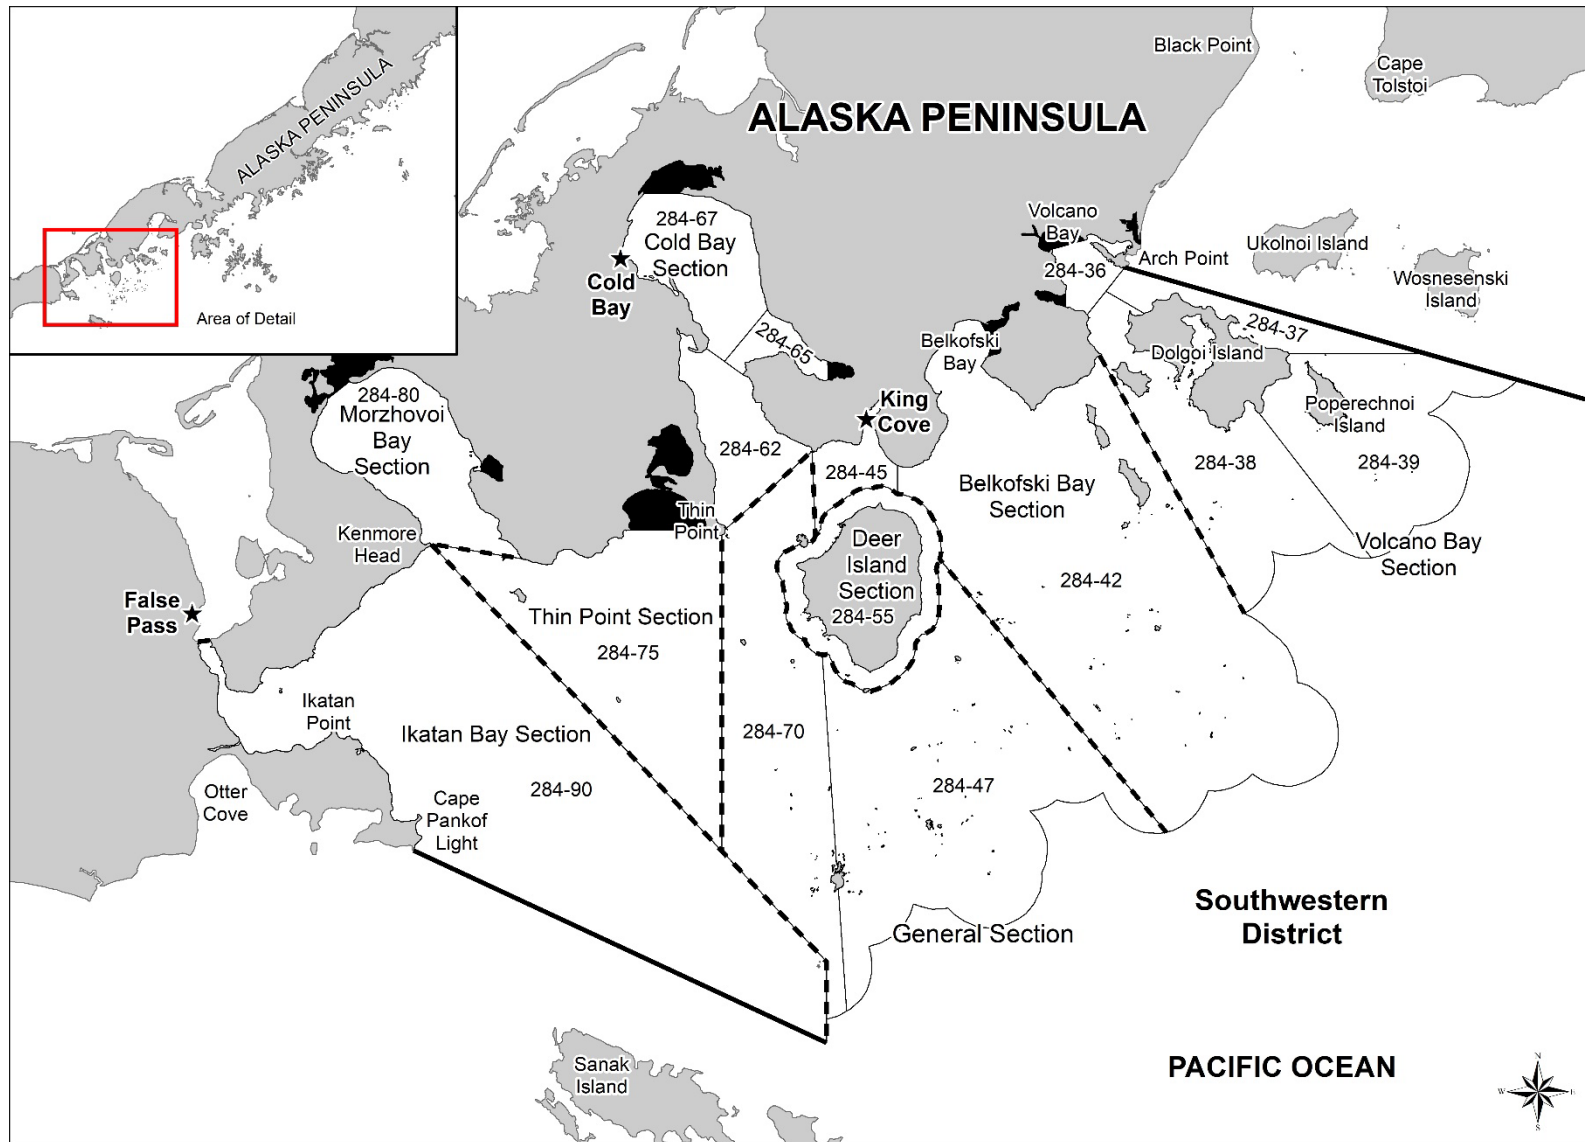 ALASKA PENINSULA
Area of Detail
ALASKA PENINSULA
Black Point
Cape
Tolstoi
284-67
Cold Bay
Section
Cold
Bay
284-65
Volcano
Bay
284-36
Arch Point
Ukolnoi Island
Wosnesenski
Island
284-37
Dolgoi Island
Belkofski
Bay
Poperechnoi
Island
284-80
Morzhovoi
Bay
Section
King
Cove
284-62
284-45
284-38
284-39
Belkofski Bay
Section
Thin
Point
Kenmore
Head
Deer
Island
Section
284-55
Volcano Bay
Section
284-42
False
Pass
Thin Point Section
284-75
Ikatan
Point
Ikatan Bay Section
284-90
284-70
284-47
Otter
Cove
Cape
Pankof
Light
General Section
Southwestern
District
Sanak
Island
PACIFIC OCEAN
N
W
E
S